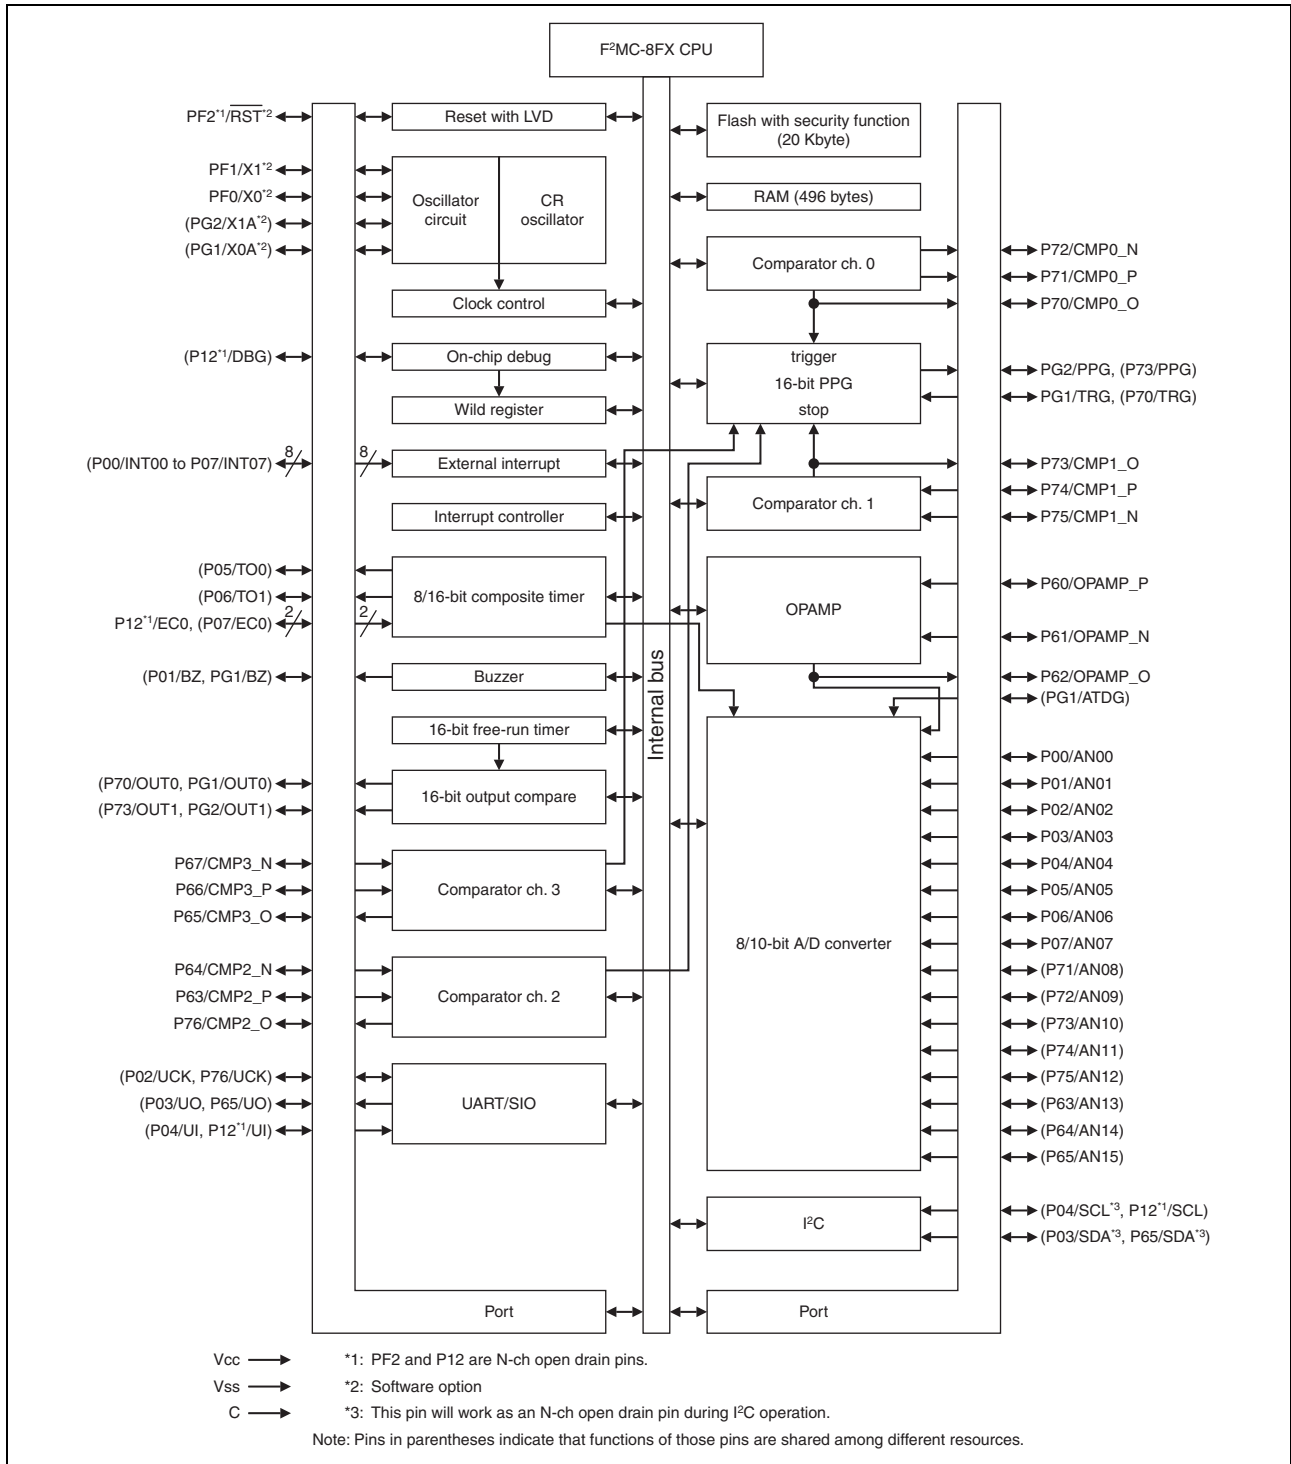 F²MC-8FX CPU
PF2*1/RST*2
Reset with LVD
PF1/X1*2
PF0/X0*2
(PG2/X1A*2)
(PG1/X0A*2)
Oscillator
circuit
CR
oscillator
Clock control
(P12*1/DBG)
On-chip debug
Wild register
(P00/INT00 to P07/INT07)
8
8
External interrupt
Interrupt controller
(P05/TO0)
(P06/TO1)
P12*1/EC0, (P07/EC0)
2
2
8/16-bit composite timer
(P01/BZ, PG1/BZ)
Buzzer
16-bit free-run timer
(P70/OUT0, PG1/OUT0)
(P73/OUT1, PG2/OUT1)
16-bit output compare
P67/CMP3_N
P66/CMP3_P
P65/CMP3_O
Comparator ch. 3
P64/CMP2_N
P63/CMP2_P
P76/CMP2_O
Comparator ch. 2
(P02/UCK, P76/UCK)
(P03/UO, P65/UO)
(P04/UI, P12*1/UI)
UART/SIO
Port
Internal bus
Flash with security function
(20 Kbyte)
RAM (496 bytes)
Comparator ch. 0
P72/CMP0_N
P71/CMP0_P
P70/CMP0_O
trigger
16-bit PPG
stop
PG2/PPG, (P73/PPG)
PG1/TRG, (P70/TRG)
Comparator ch. 1
P73/CMP1_O
P74/CMP1_P
P75/CMP1_N
OPAMP
P60/OPAMP_P
P61/OPAMP_N
P62/OPAMP_O
(PG1/ATDG)
8/10-bit A/D converter
P00/AN00
P01/AN01
P02/AN02
P03/AN03
P04/AN04
P05/AN05
P06/AN06
P07/AN07
(P71/AN08)
(P72/AN09)
(P73/AN10)
(P74/AN11)
(P75/AN12)
(P63/AN13)
(P64/AN14)
(P65/AN15)
I²C
(P04/SCL*3, P12*1/SCL)
(P03/SDA*3, P65/SDA*3)
Port
Vcc
Vss
C
*1: PF2 and P12 are N-ch open drain pins.
*2: Software option
*3: This pin will work as an N-ch open drain pin during I²C operation.
Note: Pins in parentheses indicate that functions of those pins are shared among different resources.